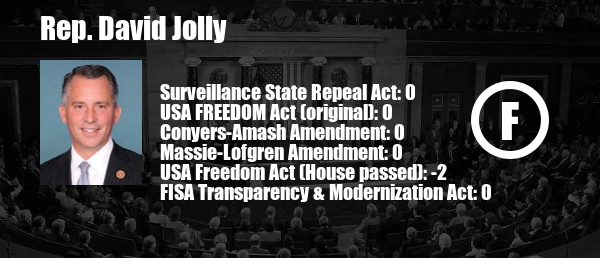 Rep. David Jolly
Surveillance State Repeal Act: 0
USA FREEDOM Act (original): 0
Conyers-Amash Amendment: 0
Massie-Lofgren Amendment: 0
USA Freedom Act (House passed): -2
FISA Transparency & Modernization Act: 0
F